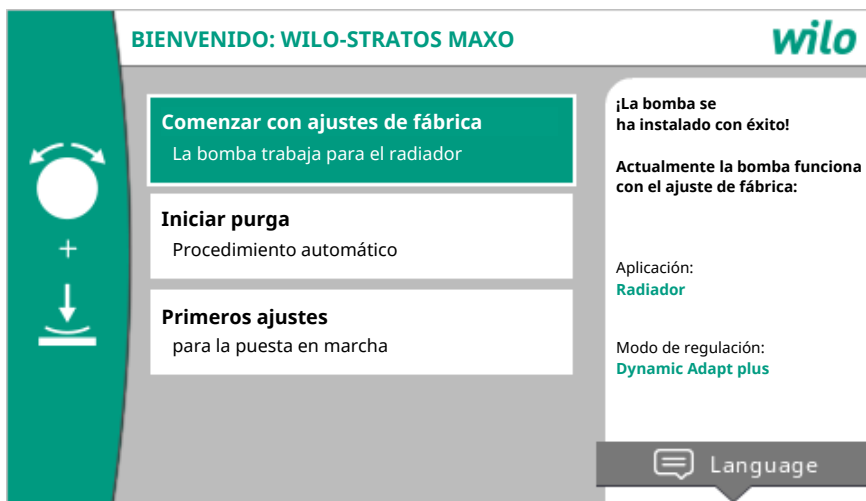 BIENVENIDO: WILO-STRATOS MAXO
wilo
Comenzar con ajustes de fábrica
La bomba trabaja para el radiador
Iniciar purga
Procedimiento automático
Primeros ajustes
para la puesta en marcha
+
¡La bomba se
ha instalado con éxito!
Actualmente la bomba funciona
con el ajuste de fábrica:
Aplicación:
Radiador
Modo de regulación:
Dynamic Adapt plus
Language